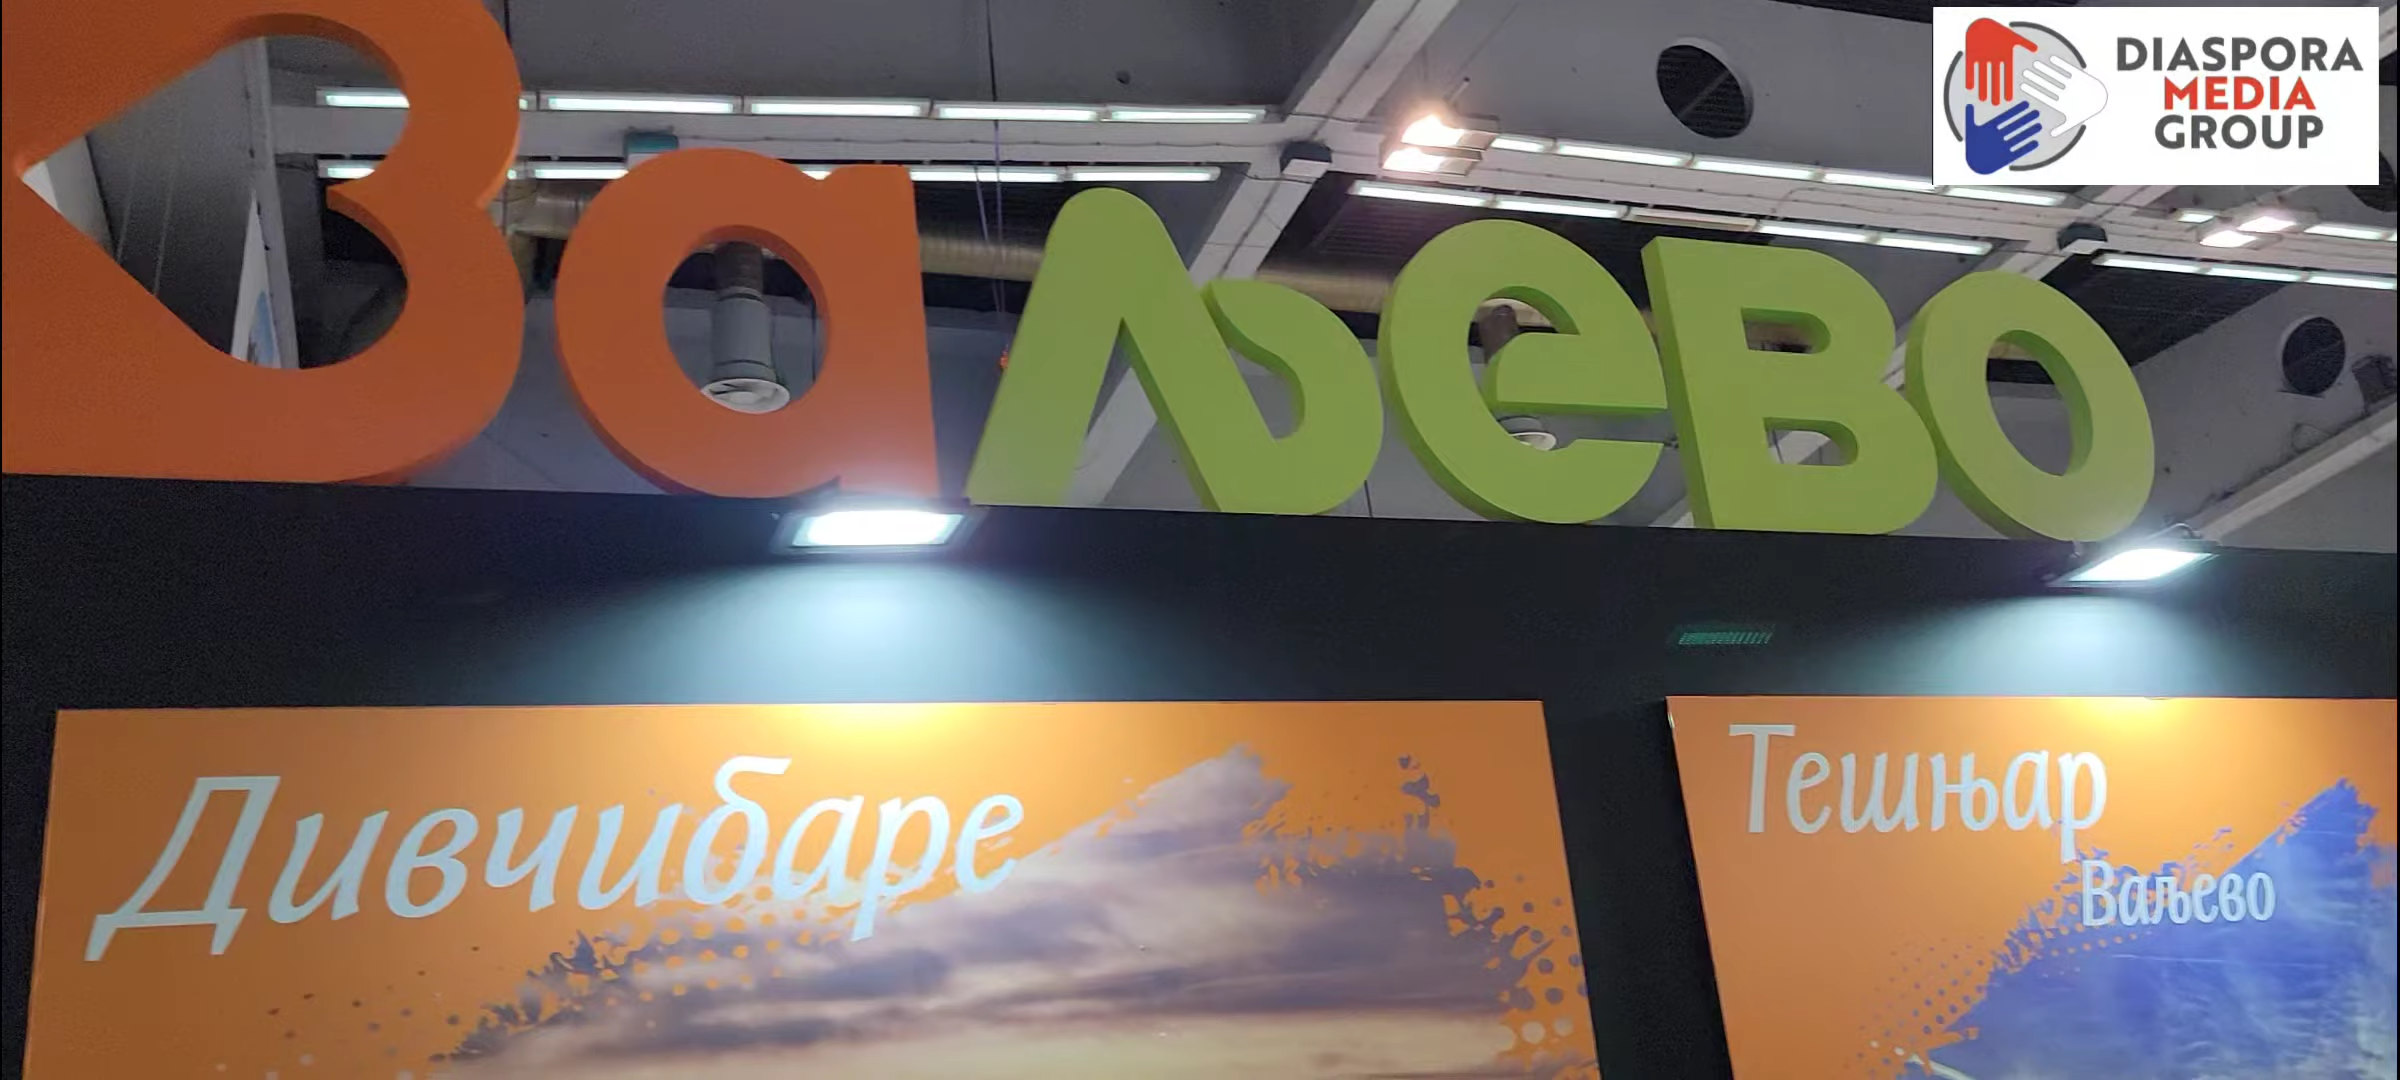 DIASPORA
MEDIA
GROUP
Ваљево
Дивчибаре
Тешњар
Ваљево